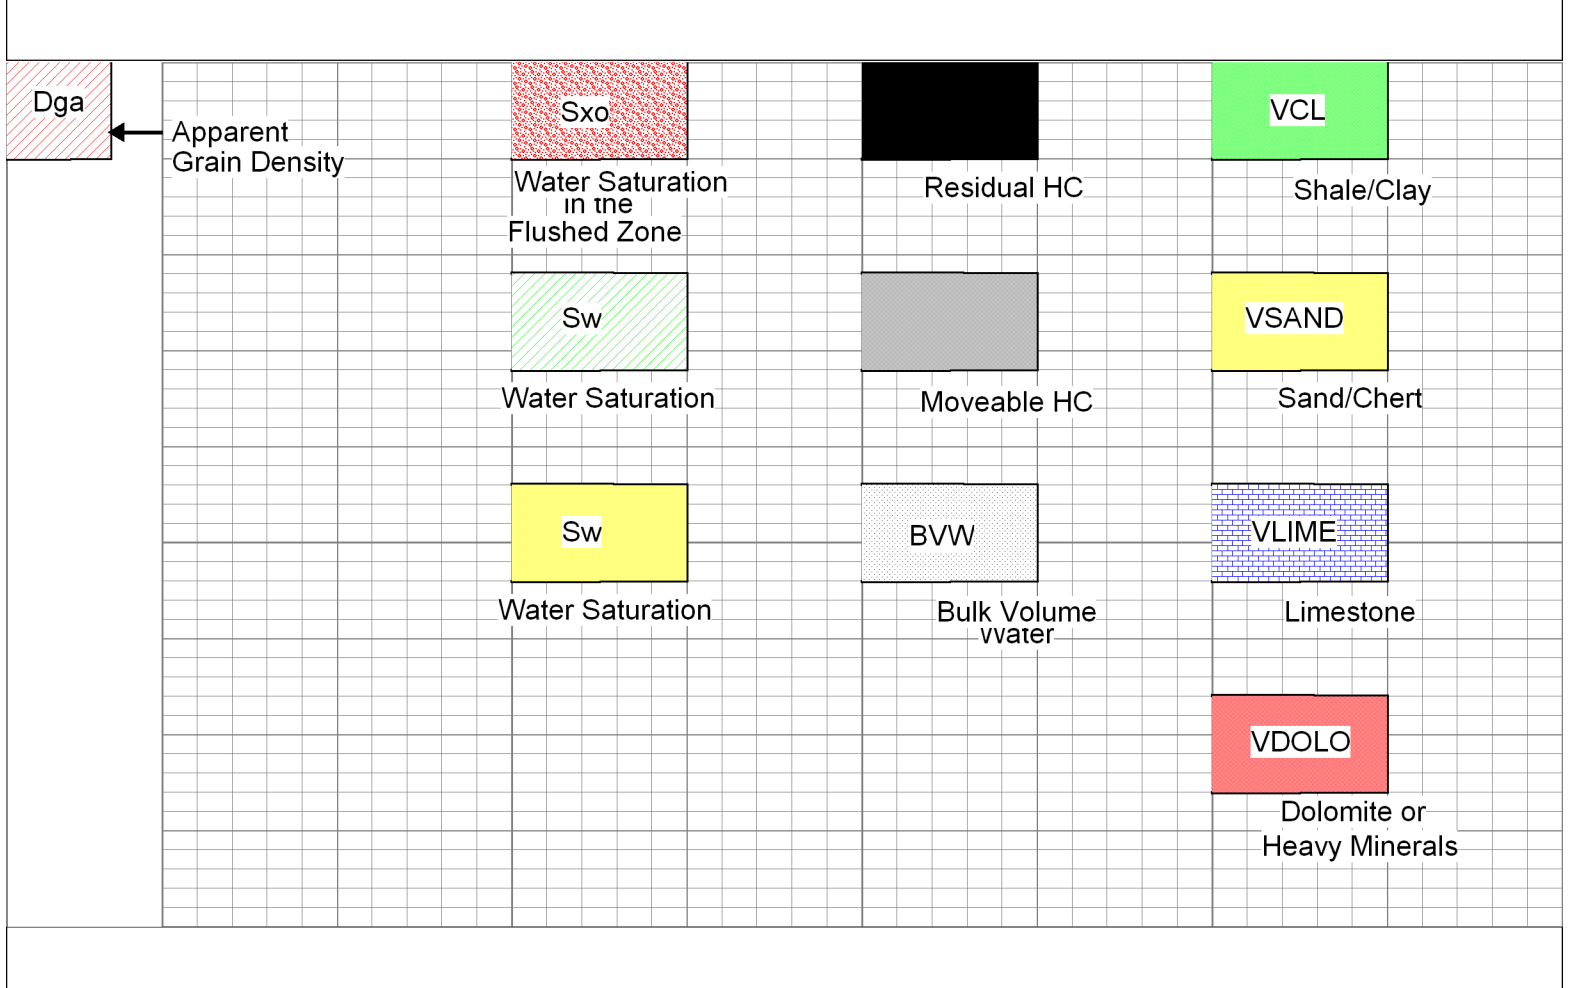 Dga
Apparent
Grain Density
Sxo
Water Saturation
in the
Flushed Zone
Residual HC
VCL
Shale/Clay
Sw
Water Saturation
Moveable HC
VSAND
Sand/Chert
Sw
Water Saturation
BVW
Bulk Volume
Water
VLIME
Limestone
VDOLO
Dolomite or
Heavy Minerals